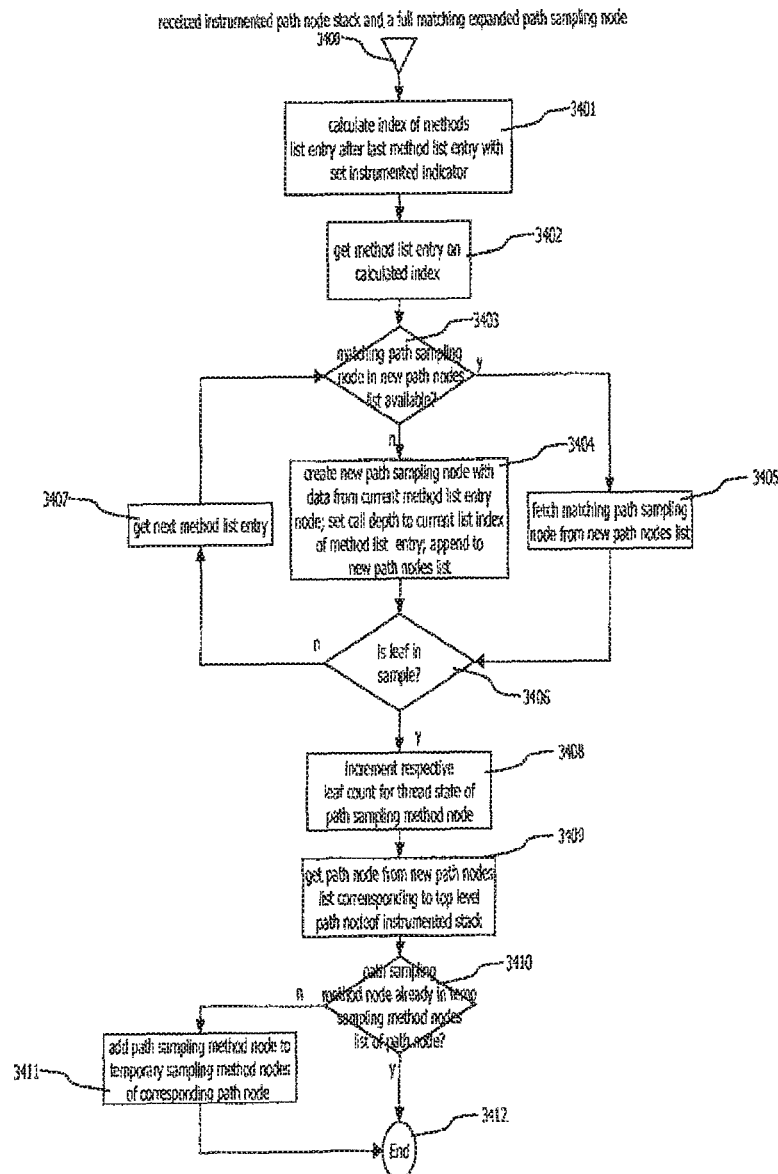 received instrumented path node stack and a full matching expanded path sampling node
3400
3401
calculate index of methods
list entry after last method list entry with
set instrumented indicator
3402
get method list entry on
calculated index
3403
matching path sampling
node in new path nodes
list available?
y
n
3404
create new path sampling node with
data from current method list entry
node; set call depth to current list index
of method list entry; append to
new path nodes list
3405
fetch matching path sampling
node from new path nodes list
3407
get next method list entry
n
Is leaf in
sample?
3406
y
3408
increment respective
leaf count for thread state of
path sampling method node
3409
get path node from new path nodes
list corrensponding to top level
path nodeof instrumented stack
3410
path sampling
method node already in temp
sampling method nodes
list of path node?
n
y
3411
add path sampling method node to
temporary sampling method nodes
of corresponding path node
3412
End